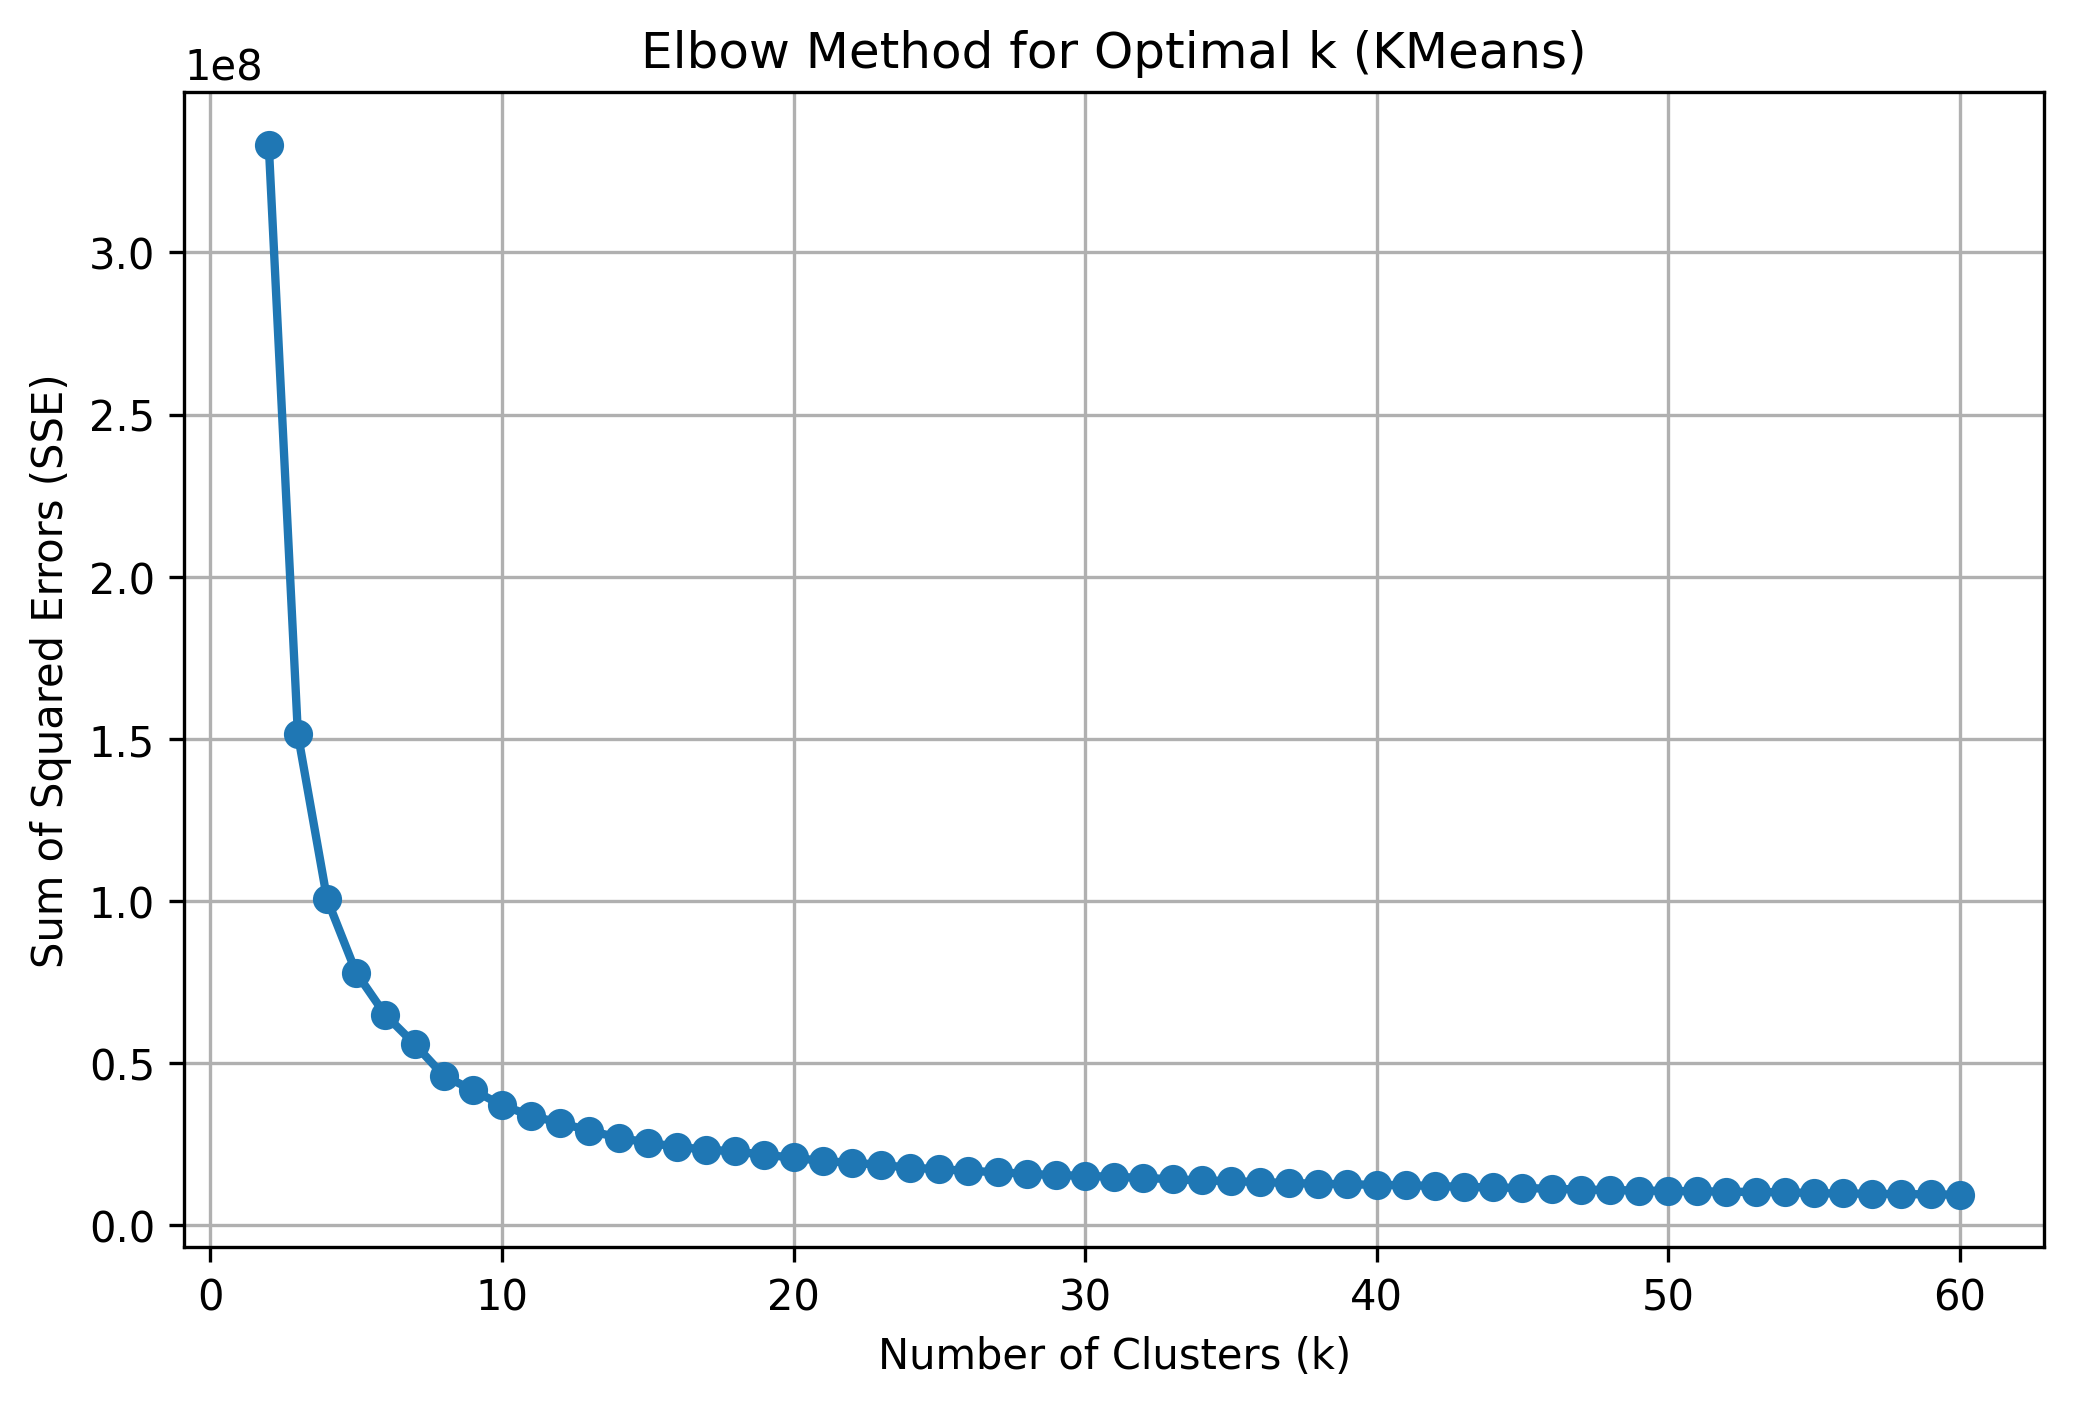 Elbow Method for Optimal k (KMeans)
1e8
3.0
2.5
2.0
1.5
1.0
0.5
0.0
Sum of Squared Errors (SSE)
0 10 20 30 40 50 60
Number of Clusters (k)